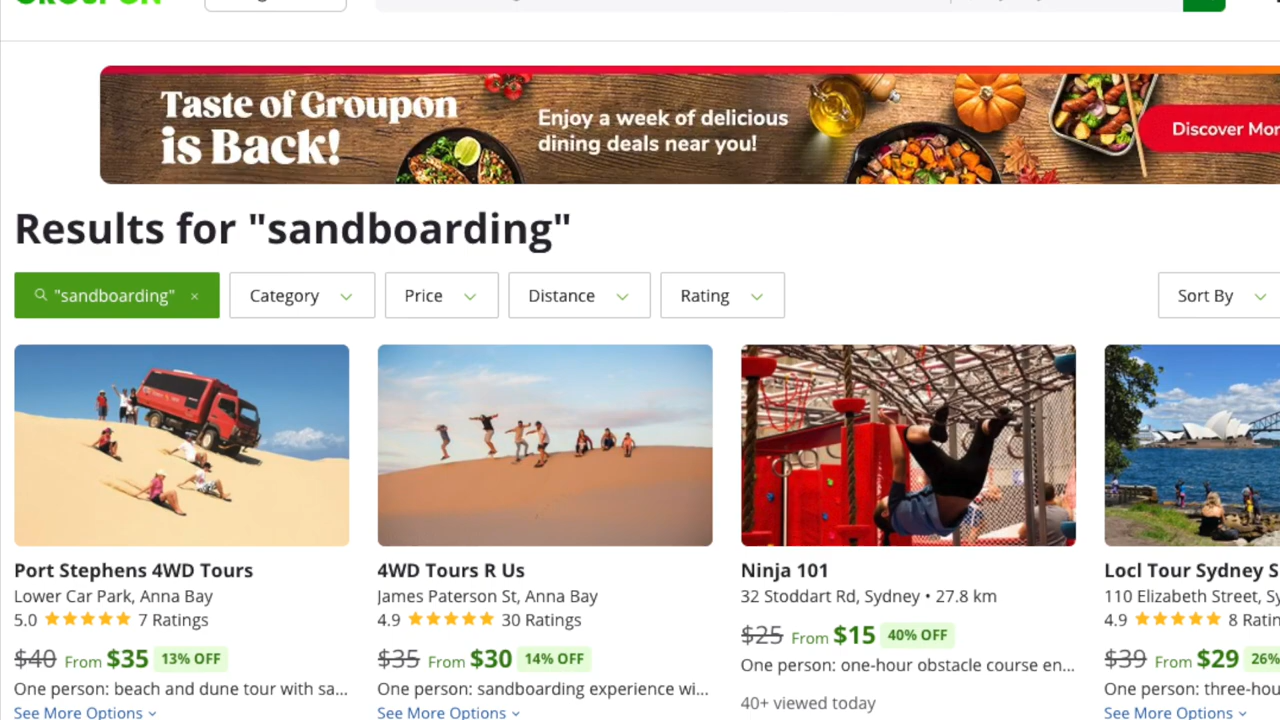 GROUPON
Taste of Groupon
is Back!
Enjoy a week of delicious
dining deals near you!
Discover Mor
Results for "sandboarding"
"sandboarding" ×
Category
Price
Distance
Rating
Sort By
Port Stephens 4WD Tours
Lower Car Park, Anna Bay
5.0 7 Ratings
$40 From $35 13% OFF
One person: beach and dune tour with sa...
See More Options
4WD Tours R Us
James Paterson St, Anna Bay
4.9 30 Ratings
$35 From $30 14% OFF
One person: sandboarding experience wi...
See More Options
Ninja 101
32 Stoddart Rd, Sydney • 27.8 km
$25 From $15 40% OFF
One person: one-hour obstacle course en...
40+ viewed today
Locl Tour Sydney S
110 Elizabeth Street, Sy
4.9 8 Ratin
$39 From $29 26%
One person: three-hou
See More Options